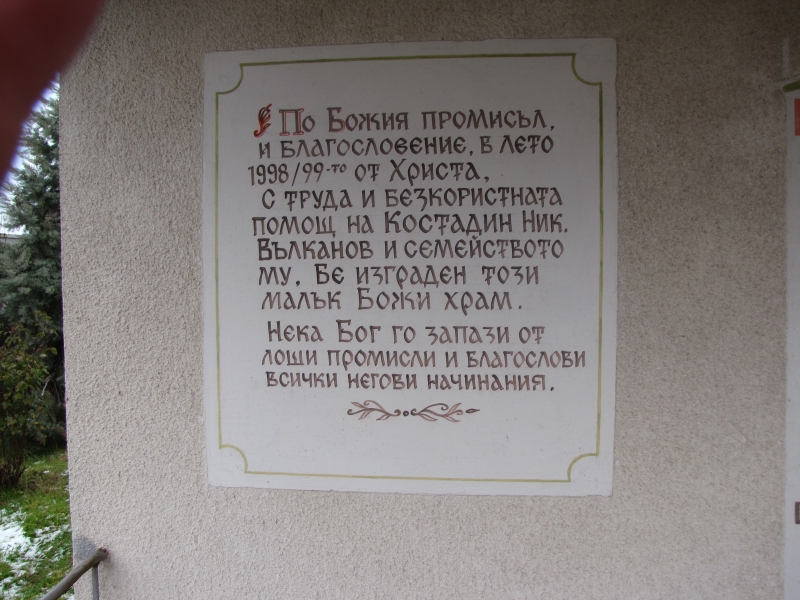 По Божия промисъл,
и благословение, в лето
1998/99-то от Христа,
с труда и безкористната
помощ на Костадин Ник.
Вълканов и семейството
му, бе изграден този
малък Божи храм.
Нека Бог го запази от
лоши промисли и благослови
всички негови начинания.